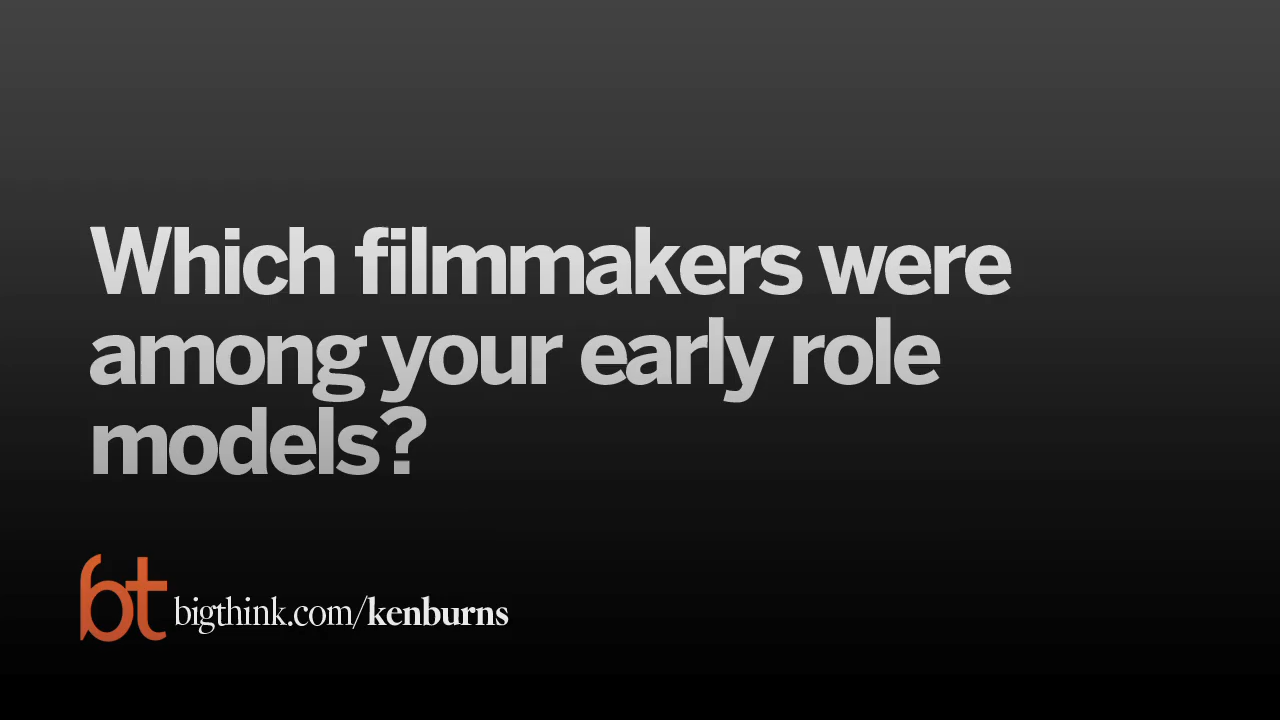 Which filmmakers were
among your early role
models?
bt bigthink.com/kenburns